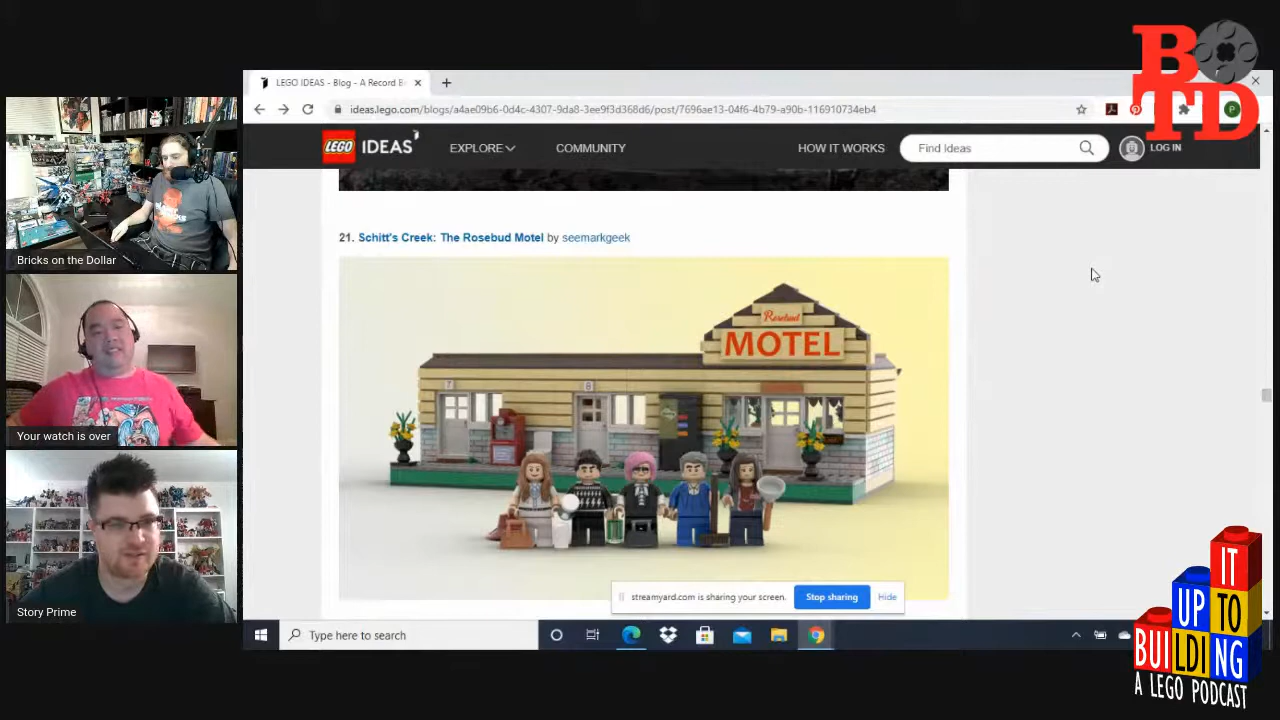 BOTD
LEGO IDEAS - Blog - A Record B
ideas.lego.com/blogs/a4ae09b6-0d4c-4307-9da8-3ee9f3d368d6/post/7696ae13-04f6-4b79-a90b-116910734eb4
LEGO IDEAS EXPLORE COMMUNITY HOW IT WORKS Find Ideas LOG IN
21. Schitt's Creek: The Rosebud Motel by seemarkgeek
Rosebud
MOTEL
7 8
Bricks on the Dollar
Your watch is over
Story Prime
streamyard.com is sharing your screen. Stop sharing Hide
Type here to search
BUILDING
UP TO
IT
A LEGO PODCAST